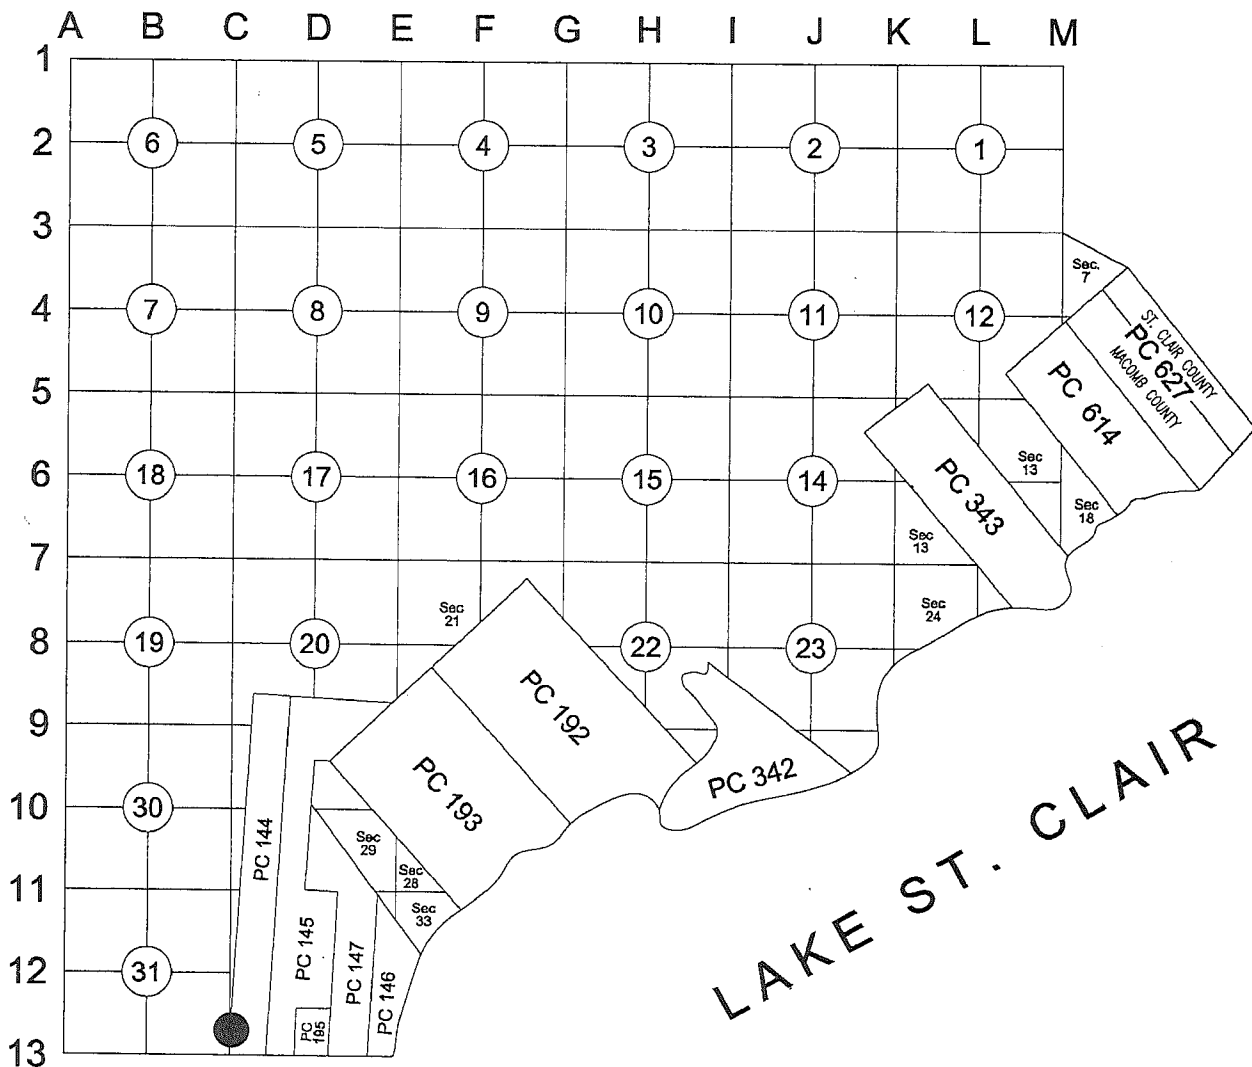 A B C D E F G H I J K L M
1
2 6 5 4 3 2 1
3
Sec. 7
4 7 8 9 10 11 12
ST. CLAIR COUNTY
PC 627
MACOMB COUNTY
PC 614
5
6 18 17 16 15 14
Sec 13
PC 343
Sec 18
Sec 13
7
Sec 21
Sec 24
8 19 20 22 23
PC 192
9
PC 193
PC 342
10 30
PC 144
Sec 29
Sec 28
11
Sec 33
PC 145
PC 147
PC 146
12 31
PC 195
13
LAKE ST. CLAIR